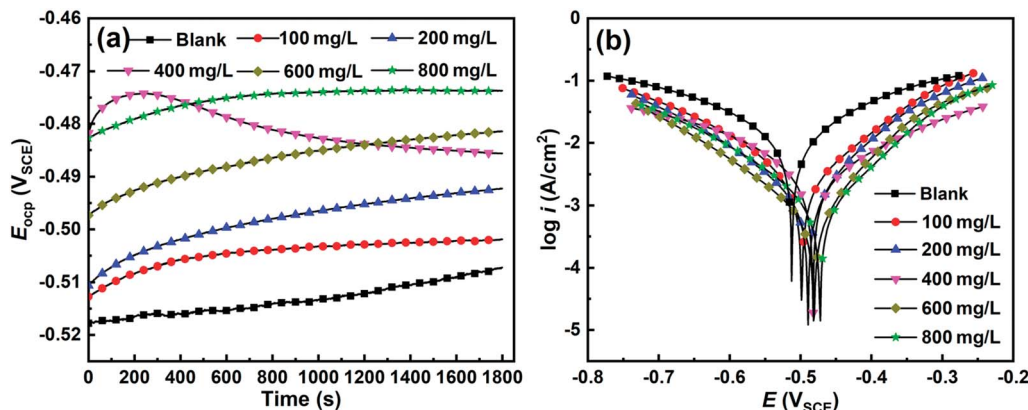 (a)
Blank 100 mg/L 200 mg/L
400 mg/L 600 mg/L 800 mg/L
-0.46
-0.47
-0.48
-0.49
-0.50
-0.51
-0.52
E_ocp (V_SCE)
0 200 400 600 800 1000 1200 1400 1600 1800
Time (s)
(b)
0
-1
-2
-3
-4
-5
log i (A/cm²)
Blank
100 mg/L
200 mg/L
400 mg/L
600 mg/L
800 mg/L
-0.8 -0.7 -0.6 -0.5 -0.4 -0.3 -0.2
E (V_SCE)